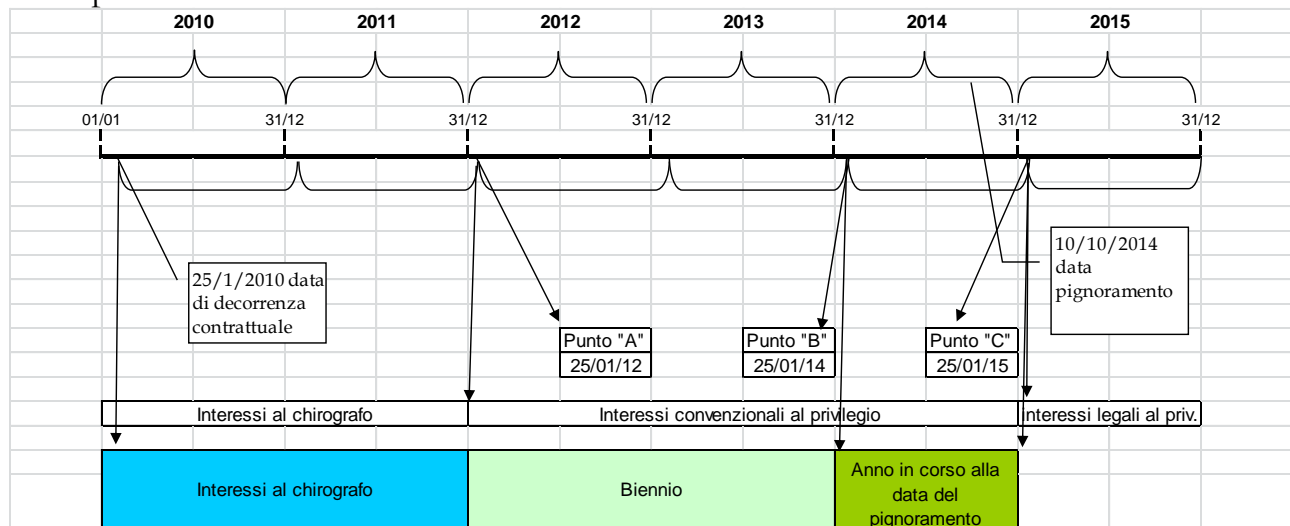 2010 2011 2012 2013 2014 2015
01/01 31/12 31/12 31/12 31/12 31/12 31/12
25/1/2010 data
di decorrenza
contrattuale
10/10/2014
data
pignoramento
Punto "A" Punto "B" Punto "C"
25/01/12 25/01/14 25/01/15
Interessi al chirografo Interessi convenzionali al privilegio Interessi legali al priv.
Interessi al chirografo Biennio Anno in corso alla
data del
pignoramento